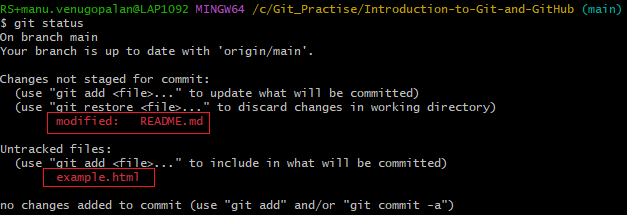 RS+manu.venugopalan@LAP1092 MINGW64 /c/Git_Practise/Introduction-to-Git-and-GitHub (main)
$ git status
On branch main
Your branch is up to date with 'origin/main'.
Changes not staged for commit:
(use "git add <file>..." to update what will be committed)
(use "git restore <file>..." to discard changes in working directory)
modified: README.md
Untracked files:
(use "git add <file>..." to include in what will be committed)
example.html
no changes added to commit (use "git add" and/or "git commit -a")